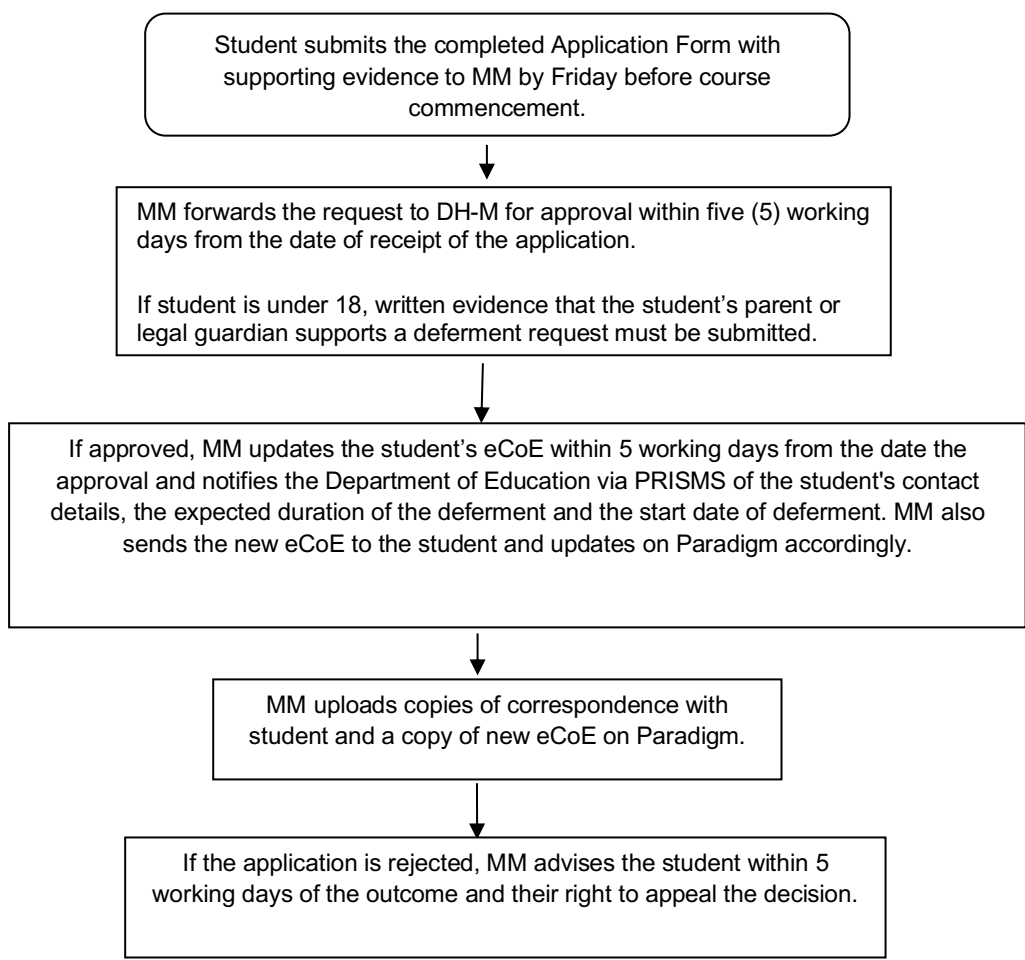 Student submits the completed Application Form with
supporting evidence to MM by Friday before course
commencement.
MM forwards the request to DH-M for approval within five (5) working
days from the date of receipt of the application.
If student is under 18, written evidence that the student’s parent or
legal guardian supports a deferment request must be submitted.
If approved, MM updates the student’s eCoE within 5 working days from the date the
approval and notifies the Department of Education via PRISMS of the student's contact
details, the expected duration of the deferment and the start date of deferment. MM also
sends the new eCoE to the student and updates on Paradigm accordingly.
MM uploads copies of correspondence with
student and a copy of new eCoE on Paradigm.
If the application is rejected, MM advises the student within 5
working days of the outcome and their right to appeal the decision.